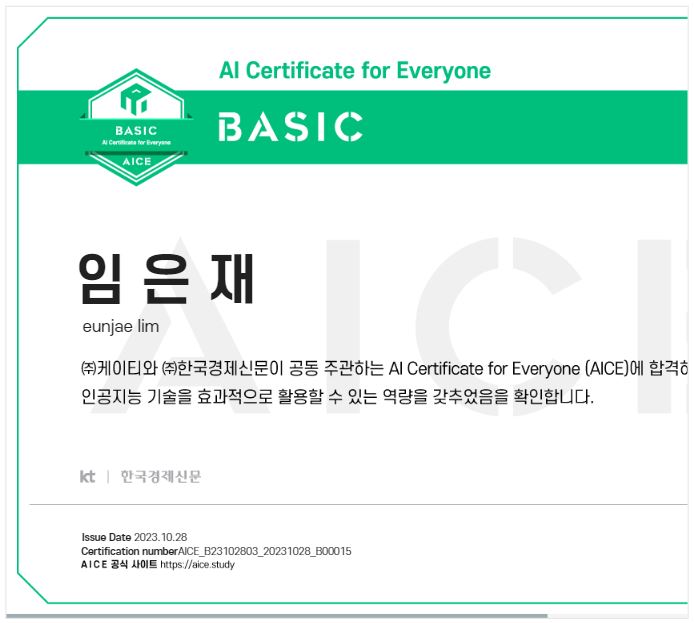 AI Certificate for Everyone
BASIC
BASIC
AI Certificate for Everyone
AICE
AICE
임은재
eunjae lim
㈜케이티와 ㈜한국경제신문이 공동 주관하는 AI Certificate for Everyone (AICE)에 합격하
인공지능 기술을 효과적으로 활용할 수 있는 역량을 갖추었음을 확인합니다.
kt | 한국경제신문
Issue Date 2023.10.28
Certification numberAICE_B23102803_20231028_B00015
AICE 공식 사이트 https://aice.study